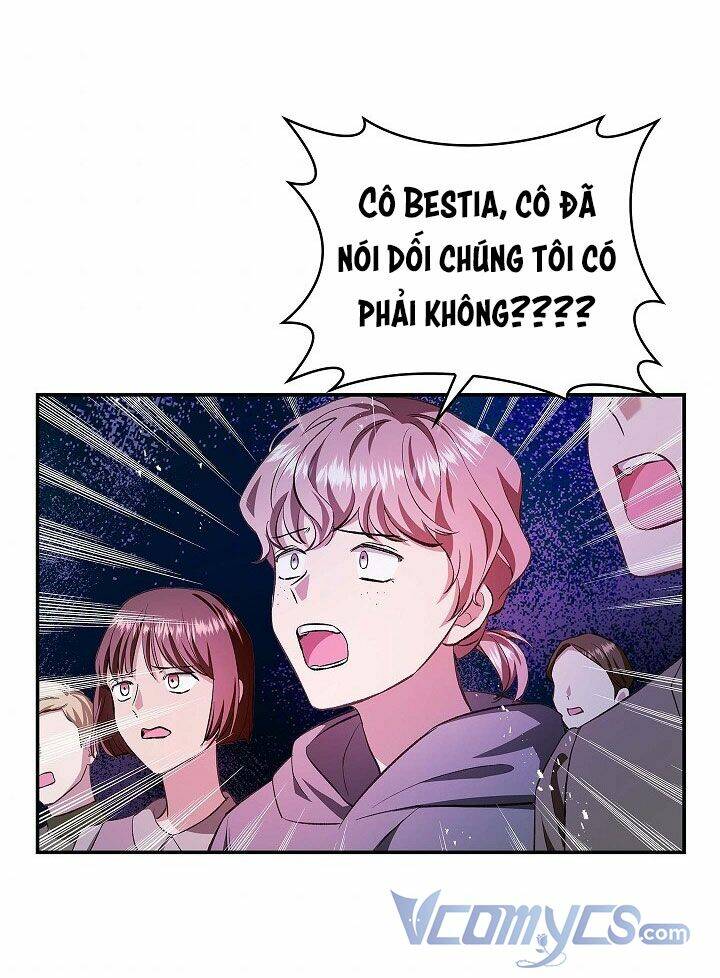 CÔ BESTIA, CÔ ĐÃ
NÓI DỐI CHÚNG TÔI CÓ
PHẢI KHÔNG????
VCOMYCS.com